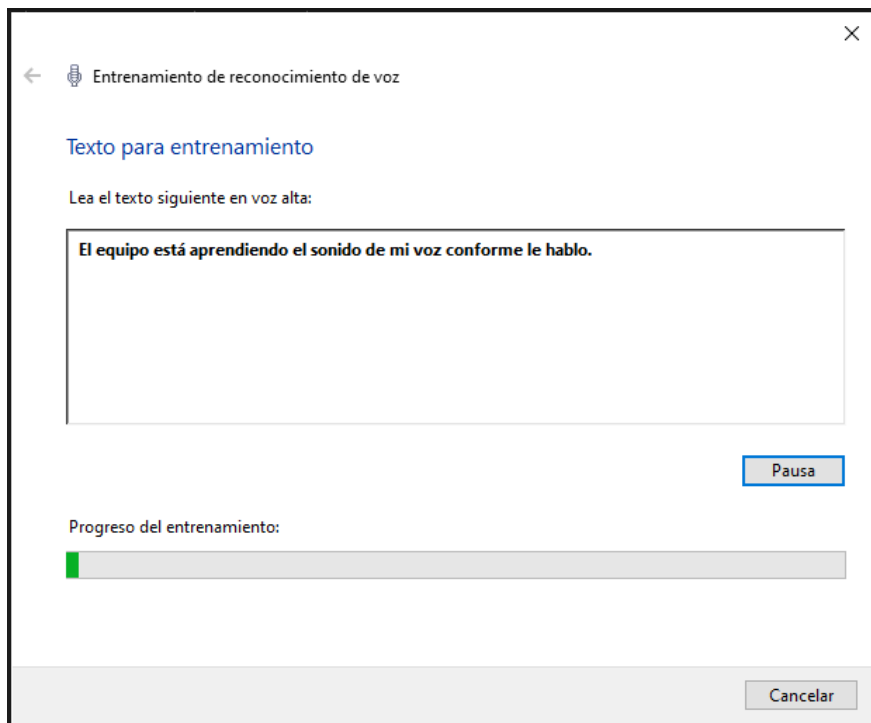 Entrenamiento de reconocimiento de voz
Texto para entrenamiento
Lea el texto siguiente en voz alta:
El equipo está aprendiendo el sonido de mi voz conforme le hablo.
Pausa
Progreso del entrenamiento:
Cancelar